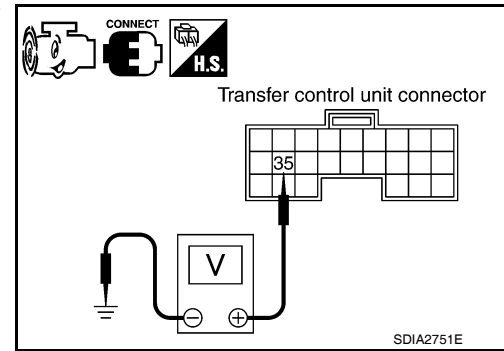 CONNECT
H.S.
Transfer control unit connector
35
V
− +
SDIA2751E